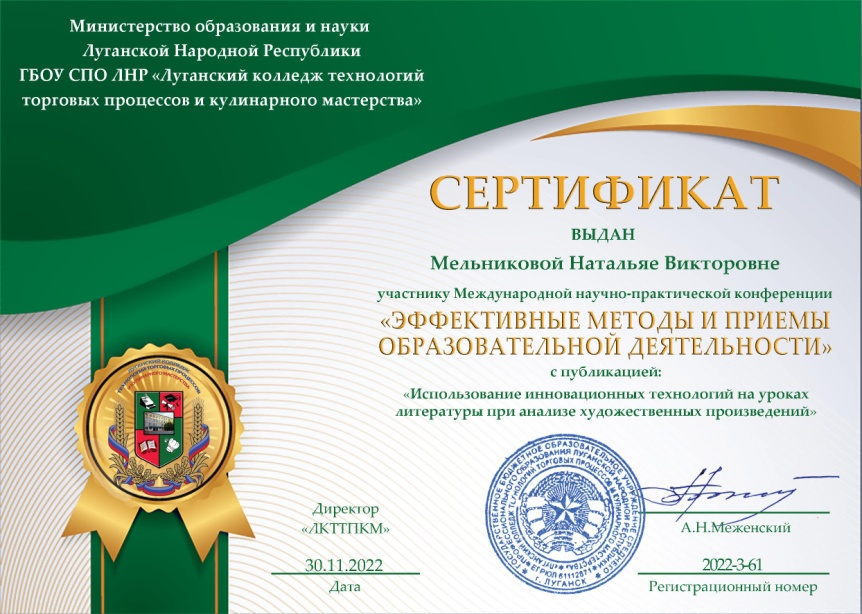 Министерство образования и науки
Луганской Народной Республики
ГБОУ СПО ЛНР «Луганский колледж технологий
торговых процессов и кулинарного мастерства»
СЕРТИФИКАТ
ВЫДАН
Мельниковой Натальяе Викторовне
участнику Международной научно-практической конференции
«ЭФФЕКТИВНЫЕ МЕТОДЫ И ПРИЕМЫ
ОБРАЗОВАТЕЛЬНОЙ ДЕЯТЕЛЬНОСТИ»
с публикацией:
«Использование инновационных технологий на уроках
литературы при анализе художественных произведений»
Директор
«ЛКТТПКМ»
А.Н.Меженский
30.11.2022
Дата
2022-3-61
Регистрационный номер
г. ЛУГАНСК